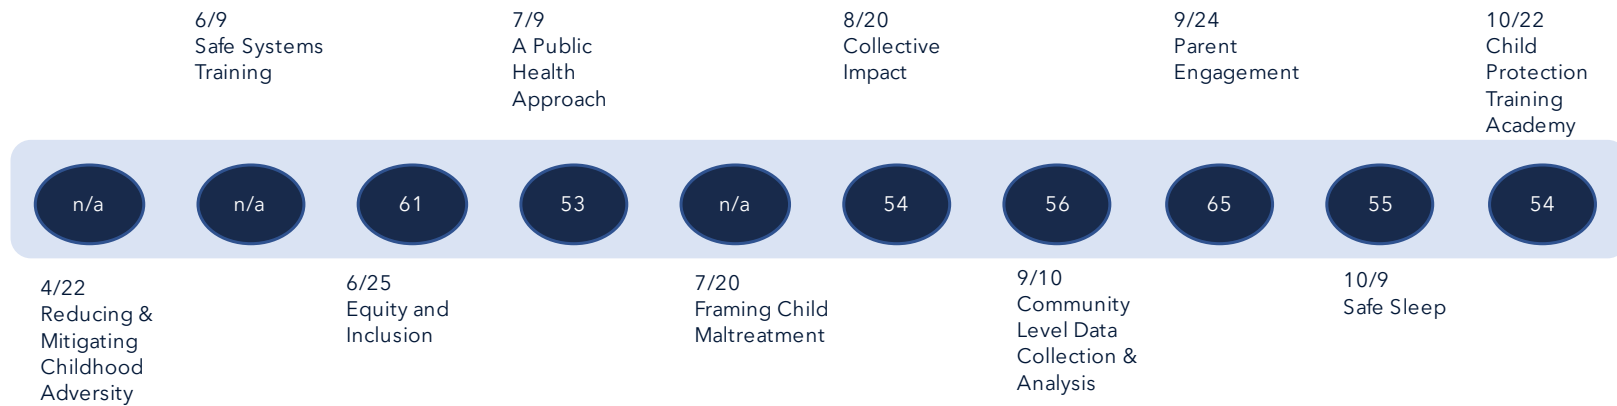 6/9
Safe Systems
Training
7/9
A Public
Health
Approach
8/20
Collective
Impact
9/24
Parent
Engagement
10/22
Child
Protection
Training
Academy
n/a
n/a
61
53
n/a
54
56
65
55
54
4/22
Reducing &
Mitigating
Childhood
Adversity
6/25
Equity and
Inclusion
7/20
Framing Child
Maltreatment
9/10
Community
Level Data
Collection &
Analysis
10/9
Safe Sleep